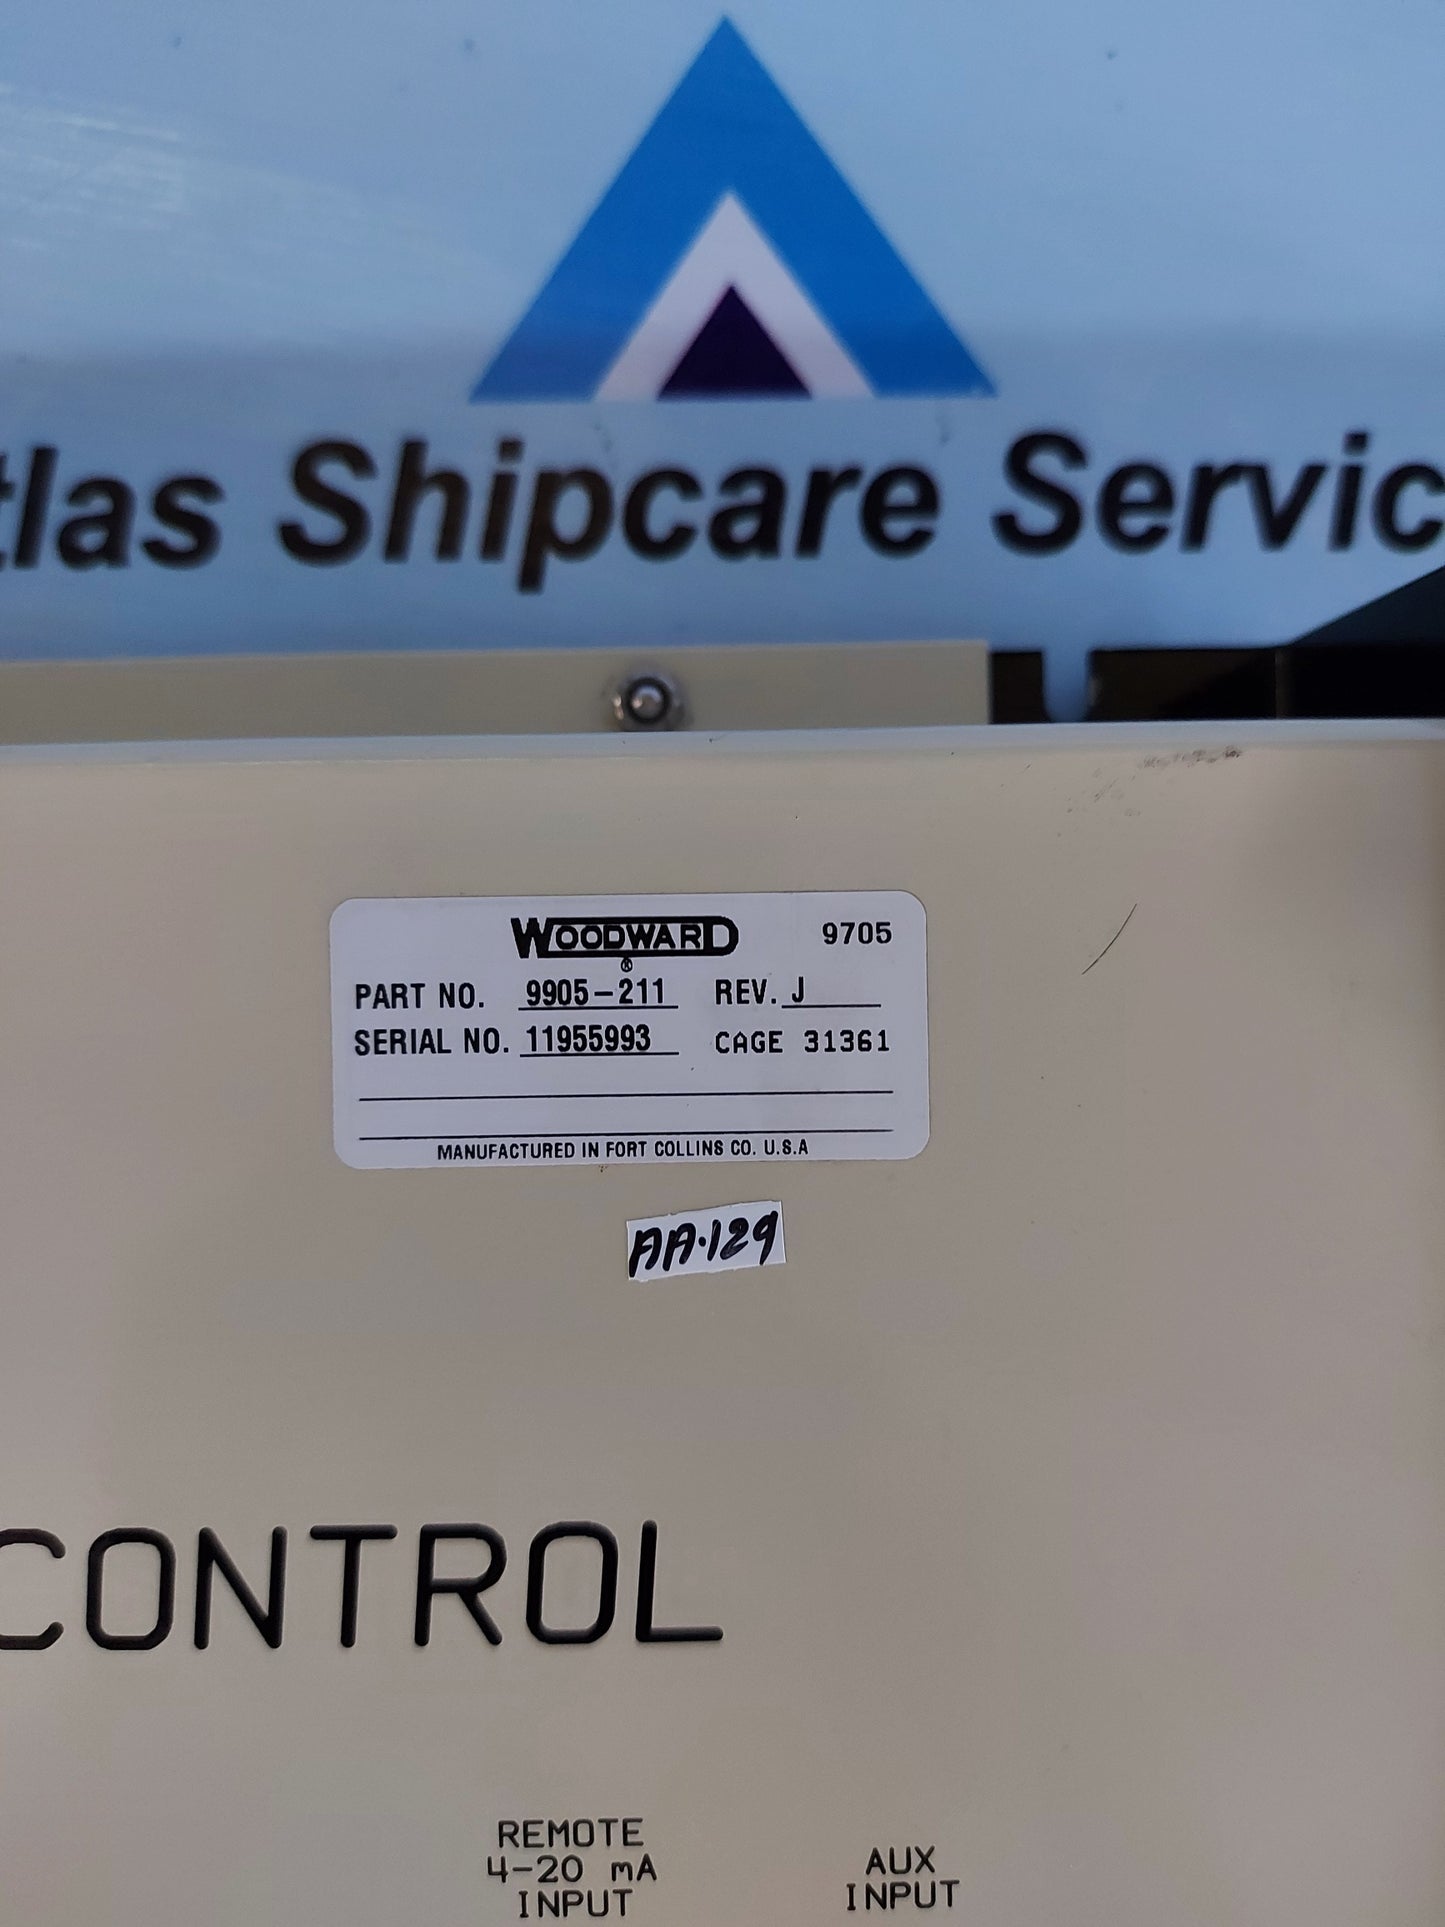 tlas Shipcare Servic
WOODWARD 9705
®
PART NO. 9905-211 REV. J
SERIAL NO. 11955993 CAGE 31361
MANUFACTURED IN FORT COLLINS CO. U.S.A
AA·129
CONTROL
REMOTE
4-20 mA
INPUT
AUX
INPUT